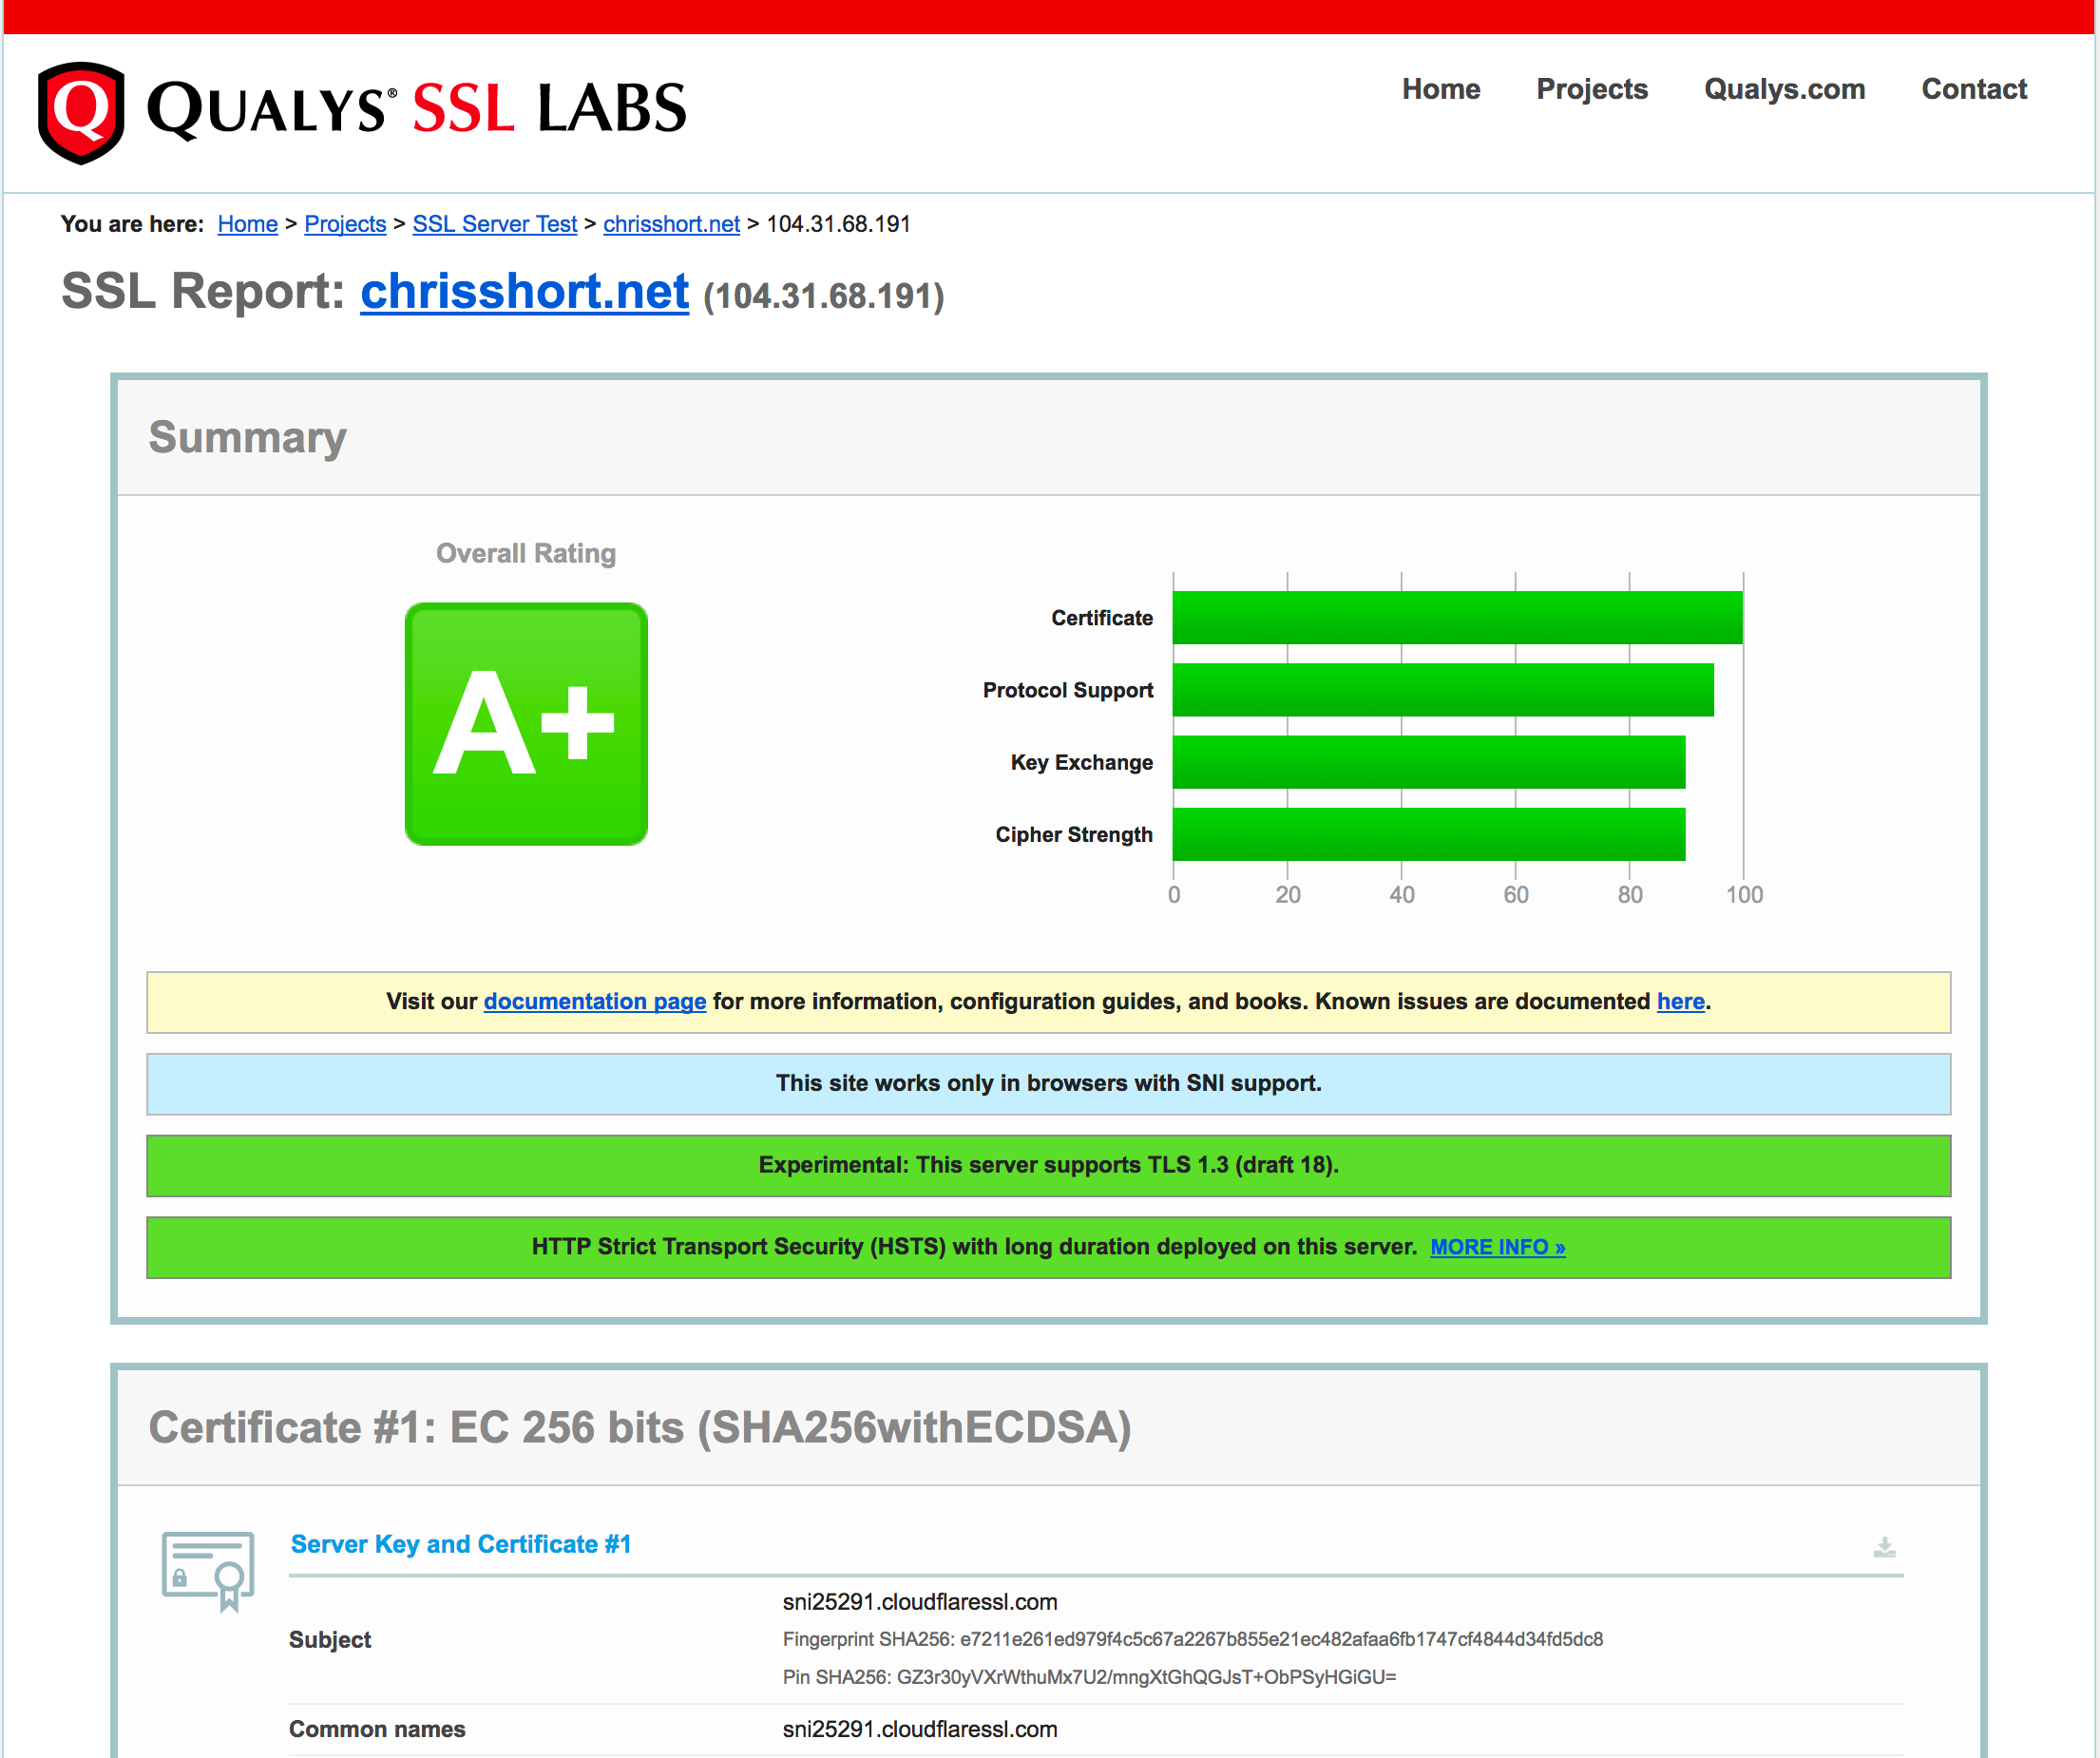 Q QUALYS® SSL LABS
Home Projects Qualys.com Contact
You are here: Home > Projects > SSL Server Test > chrisshort.net > 104.31.68.191
SSL Report: chrisshort.net (104.31.68.191)
Summary
Overall Rating
A+
Certificate
Protocol Support
Key Exchange
Cipher Strength
0 20 40 60 80 100
Visit our documentation page for more information, configuration guides, and books. Known issues are documented here.
This site works only in browsers with SNI support.
Experimental: This server supports TLS 1.3 (draft 18).
HTTP Strict Transport Security (HSTS) with long duration deployed on this server. MORE INFO »
Certificate #1: EC 256 bits (SHA256withECDSA)
Server Key and Certificate #1
sni25291.cloudflaressl.com
Subject
Fingerprint SHA256: e7211e261ed979f4c5c67a2267b855e21ec482afaa6fb1747cf4844d34fd5dc8
Pin SHA256: GZ3r30yVXrWthuMx7U2/mngXtGhQGJsT+ObPSyHGiGU=
Common names sni25291.cloudflaressl.com